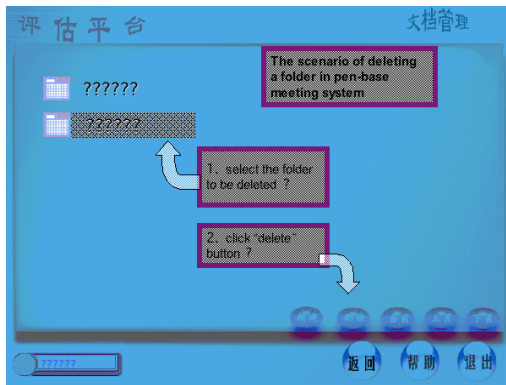 评估平台
文档管理
The scenario of deleting
a folder in pen-base
meeting system
??????
??????
1. select the folder
to be deleted ?
2. click “delete”
button ?
??????
返回
帮助
退出